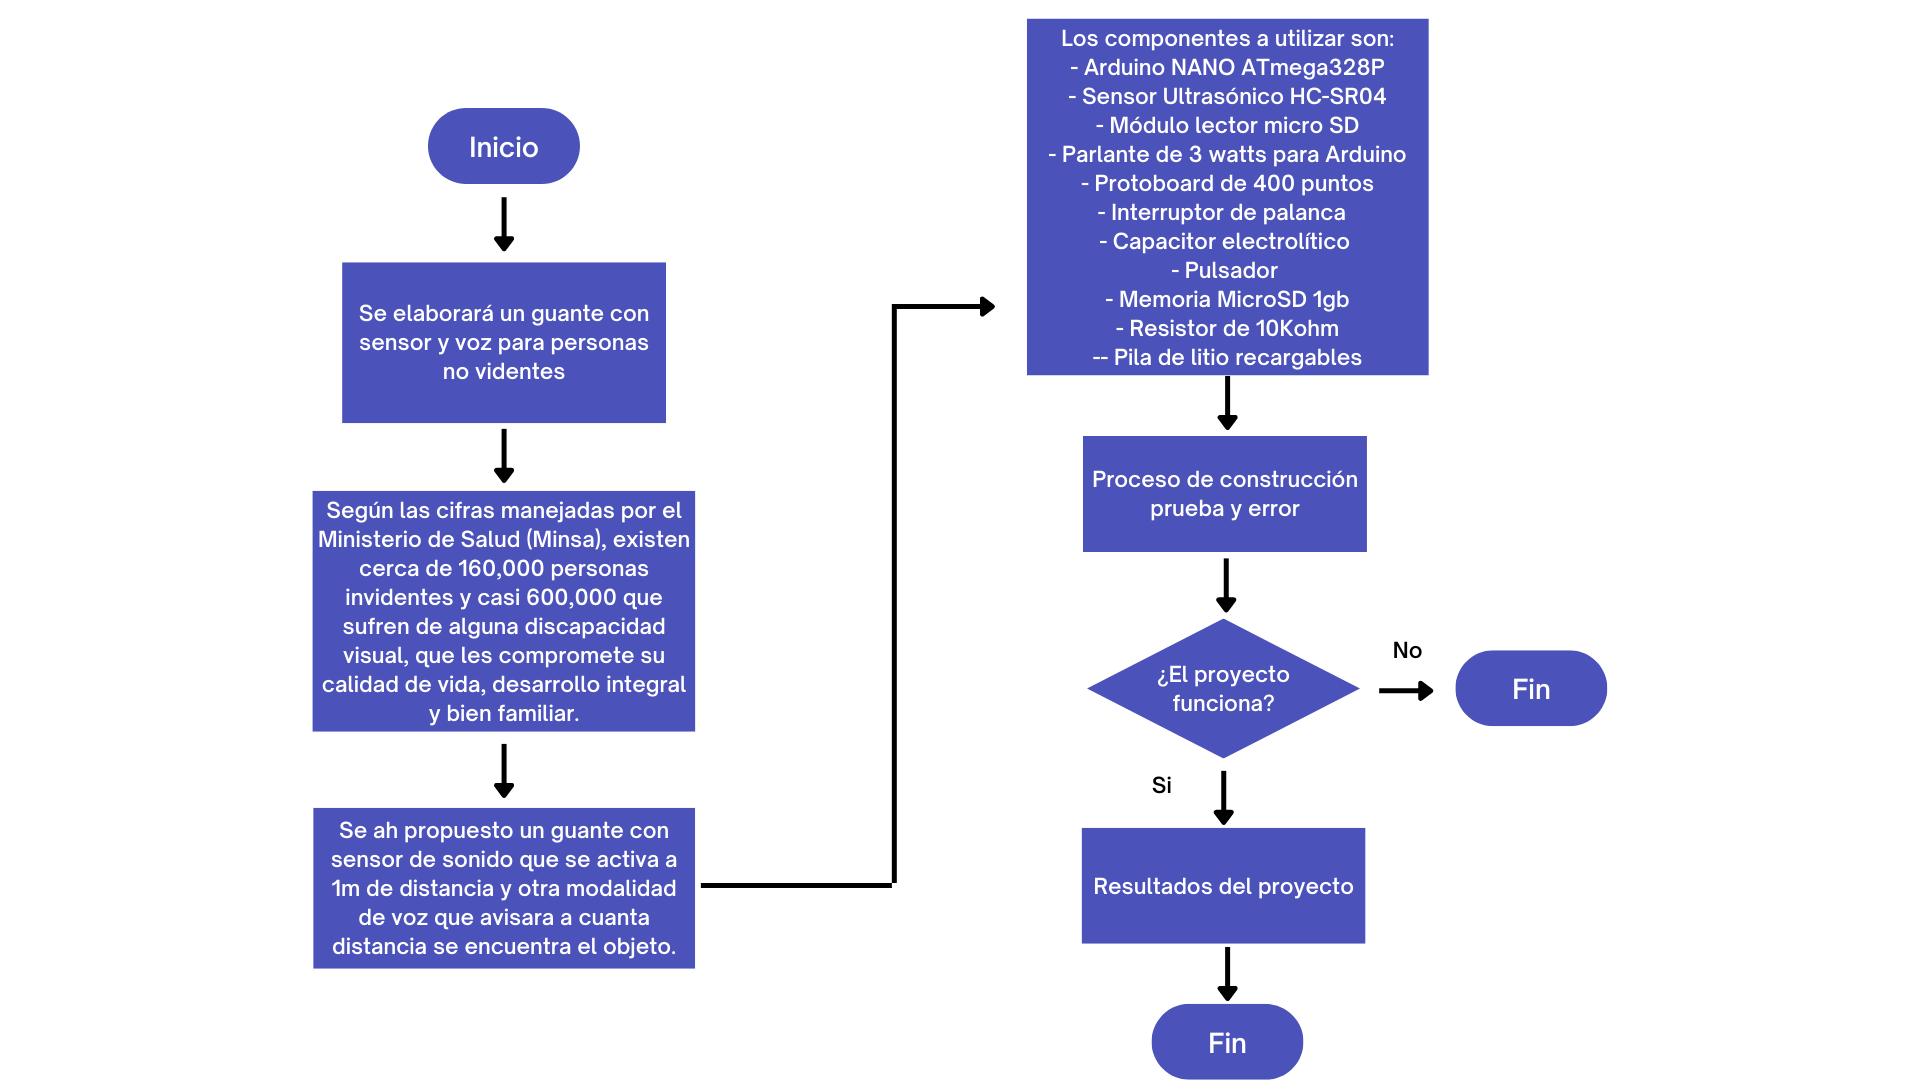 Inicio
Se elaborará un guante con
sensor y voz para personas
no videntes
Según las cifras manejadas por el
Ministerio de Salud (Minsa), existen
cerca de 160,000 personas
invidentes y casi 600,000 que
sufren de alguna discapacidad
visual, que les compromete su
calidad de vida, desarrollo integral
y bien familiar.
Se ah propuesto un guante con
sensor de sonido que se activa a
1m de distancia y otra modalidad
de voz que avisara a cuanta
distancia se encuentra el objeto.
Los componentes a utilizar son:
- Arduino NANO ATmega328P
- Sensor Ultrasónico HC-SR04
- Módulo lector micro SD
- Parlante de 3 watts para Arduino
- Protoboard de 400 puntos
- Interruptor de palanca
- Capacitor electrolítico
- Pulsador
- Memoria MicroSD 1gb
- Resistor de 10Kohm
-- Pila de litio recargables
Proceso de construcción
prueba y error
¿El proyecto
funciona?
No
Fin
Si
Resultados del proyecto
Fin